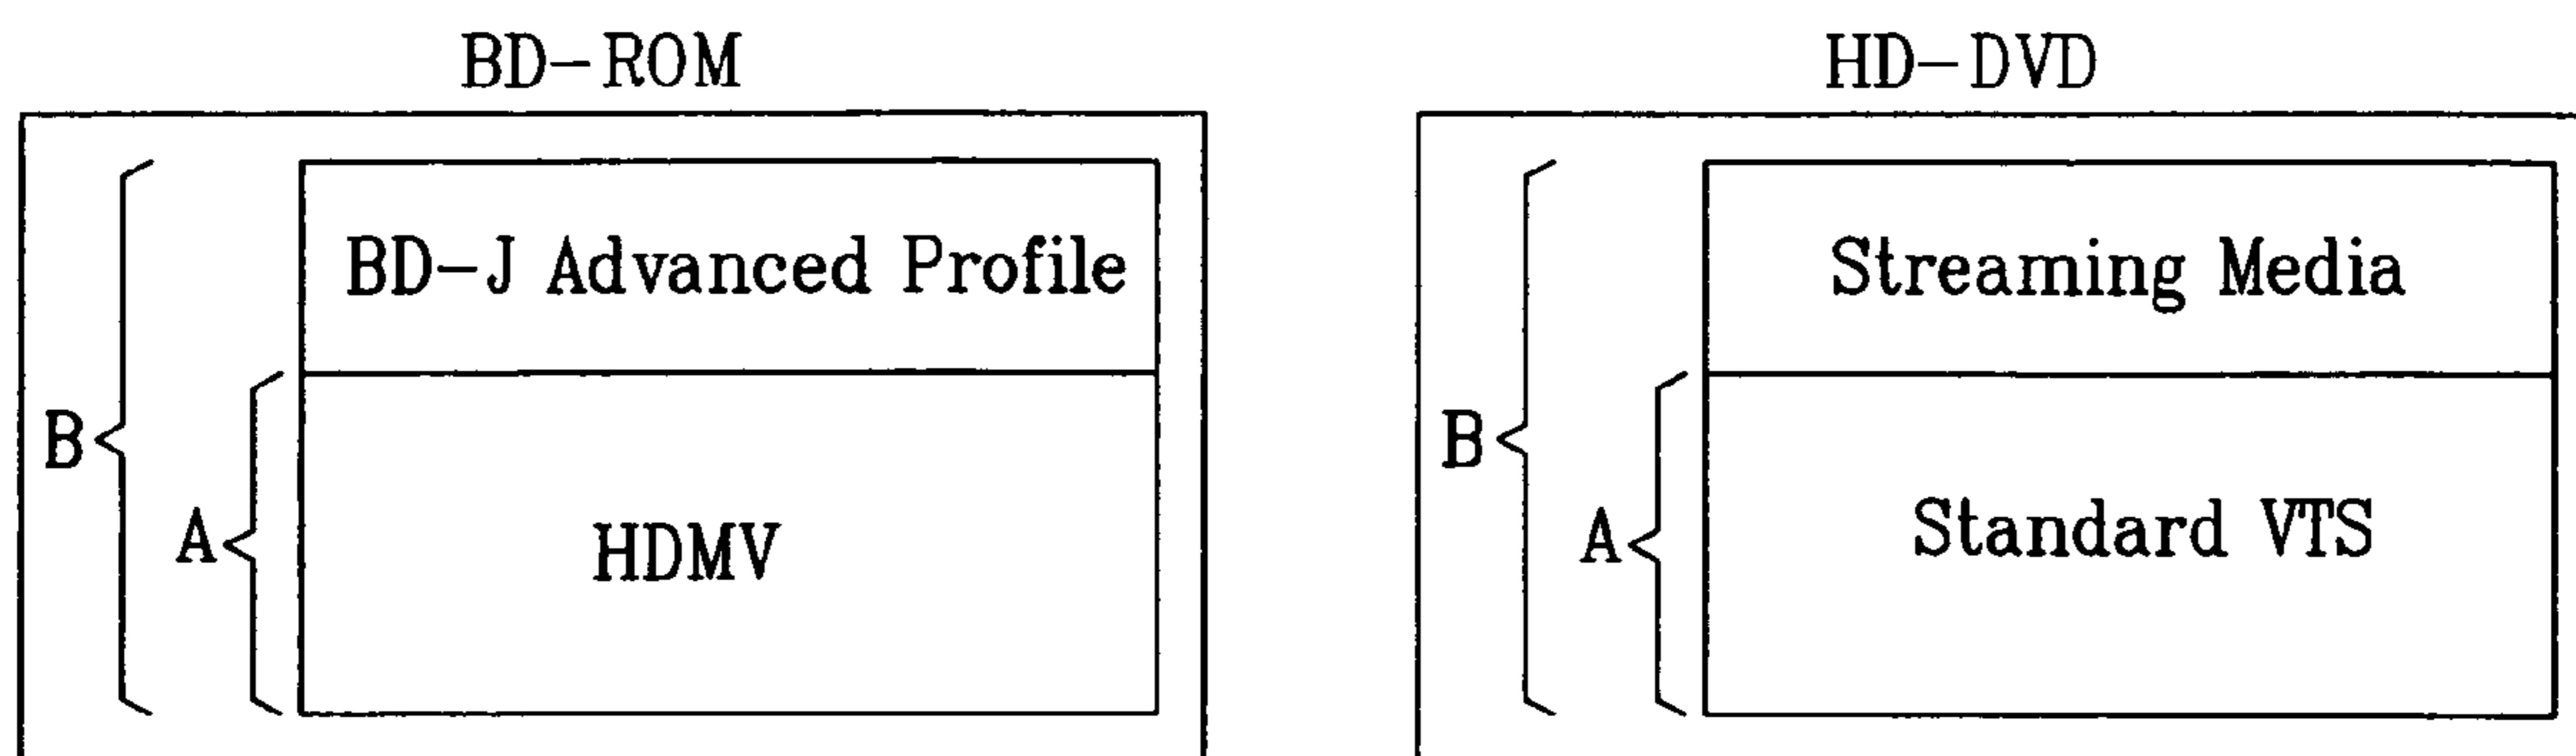 BD-ROM
BD-J Advanced Profile
B
A
HDMV
HD-DVD
Streaming Media
B
A
Standard VTS